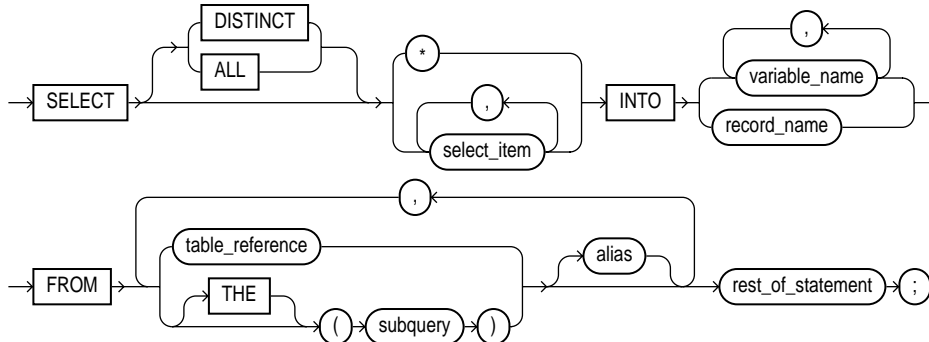 DISTINCT
ALL
SELECT
*
,
select_item
INTO
,
variable_name
record_name
FROM
,
table_reference
THE
( subquery )
alias
rest_of_statement ;